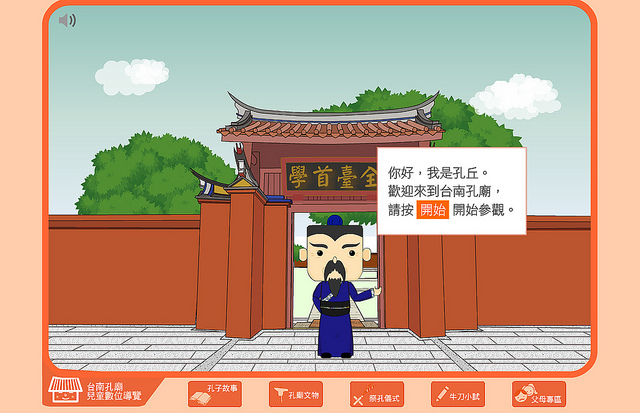 學首臺全
你好，我是孔丘。
歡迎來到台南孔廟，
請按 開始 開始參觀。
台南孔廟
兒童數位導覽
孔子故事
孔廟文物
祭孔儀式
牛刀小試
父母專區